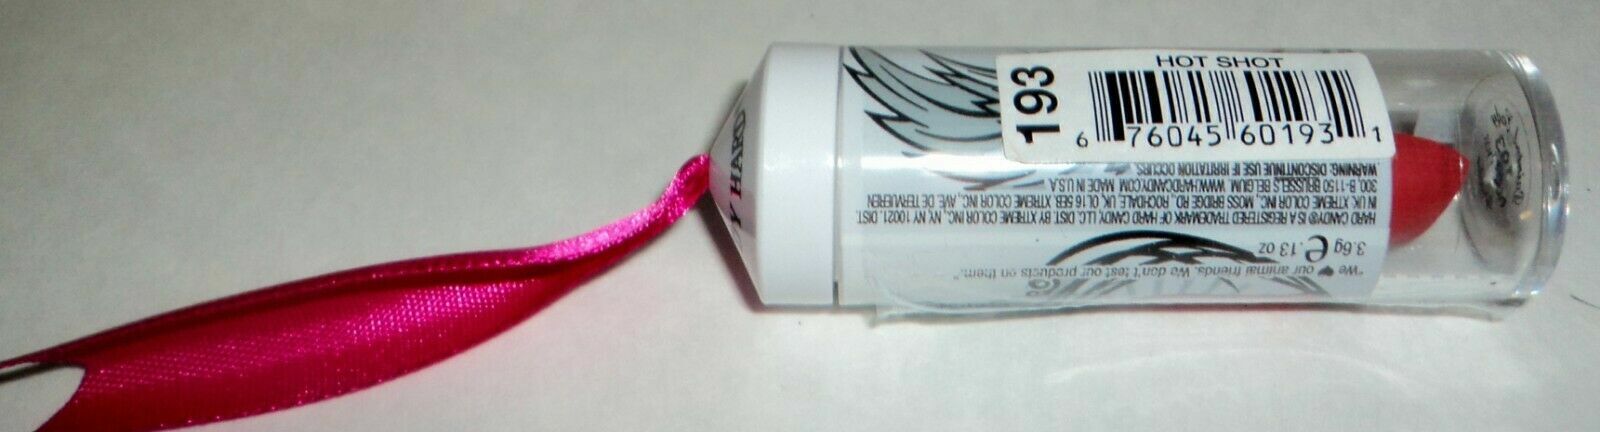 HOT SHOT
193
6 76045 60193 1
Y HARD
"We ♥ our animal friends. We don't test our products on them."
3.6g e .13 oz
HARD CANDY® IS A REGISTERED TRADEMARK OF HARD CANDY, LLC. DIST. BY XTREME COLOR INC., NY, NY 10021. DIST.
IN UK: XTREME COLOR INC., MOSS BRIDGE RD., ROCHDALE, UK, 0L 16 5EB. XTREME COLOR INC., AVE. DE TERVUEREN
300, B-1150 BRUSSELS BELGIUM. WWW.HARDCANDY.COM. MADE IN U.S.A.
WARNING: DISCONTINUE USE IF IRRITATION OCCURS.